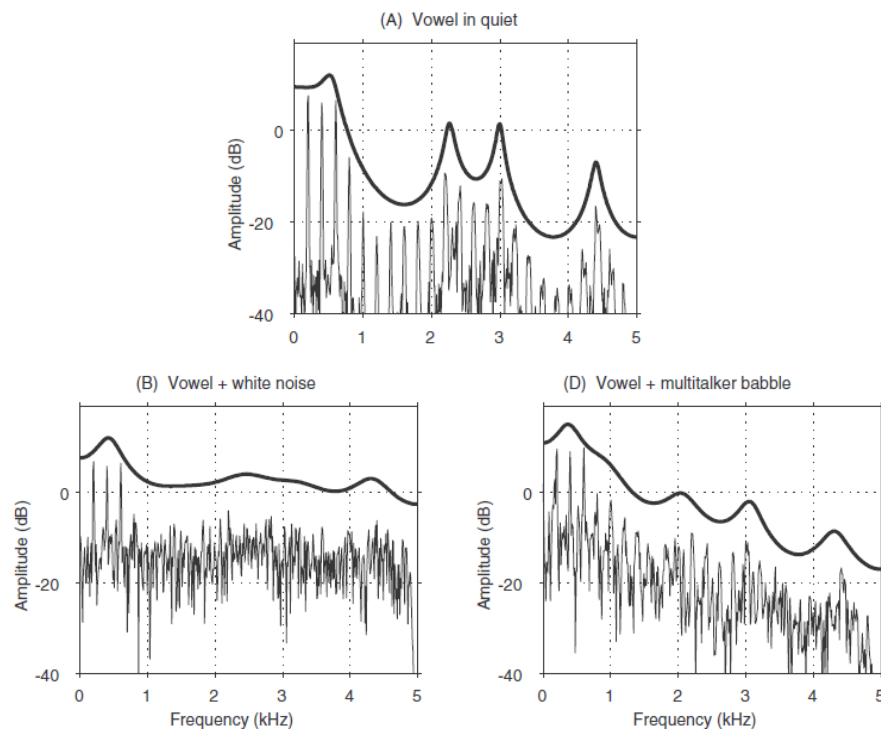 (A) Vowel in quiet
0
-20
-40
Amplitude (dB)
0 1 2 3 4 5
(B) Vowel + white noise
0
-20
-40
Amplitude (dB)
0 1 2 3 4 5
Frequency (kHz)
(D) Vowel + multitalker babble
0
-20
-40
Amplitude (dB)
0 1 2 3 4 5
Frequency (kHz)